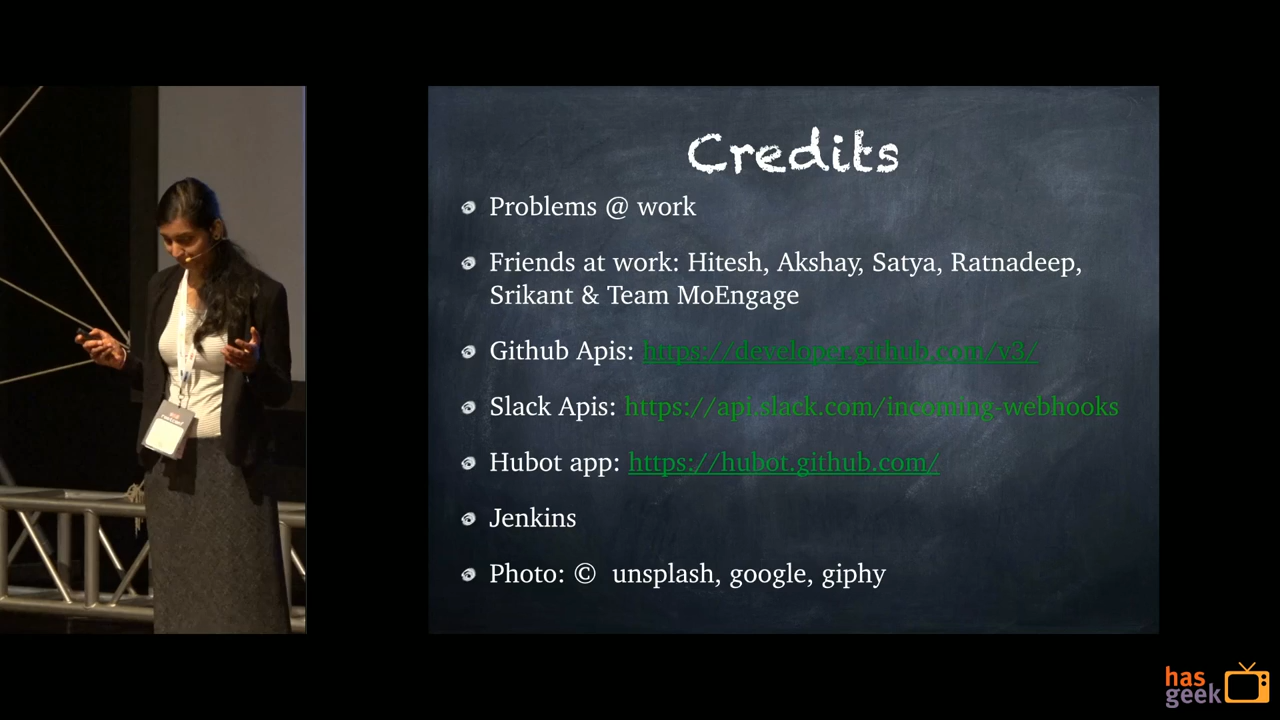 Credits
Problems @ work
Friends at work: Hitesh, Akshay, Satya, Ratnadeep,
Srikant & Team MoEngage
Github Apis: https://developer.github.com/v3/
Slack Apis: https://api.slack.com/incoming-webhooks
Hubot app: https://hubot.github.com/
Jenkins
Photo: © unsplash, google, giphy
has
geek